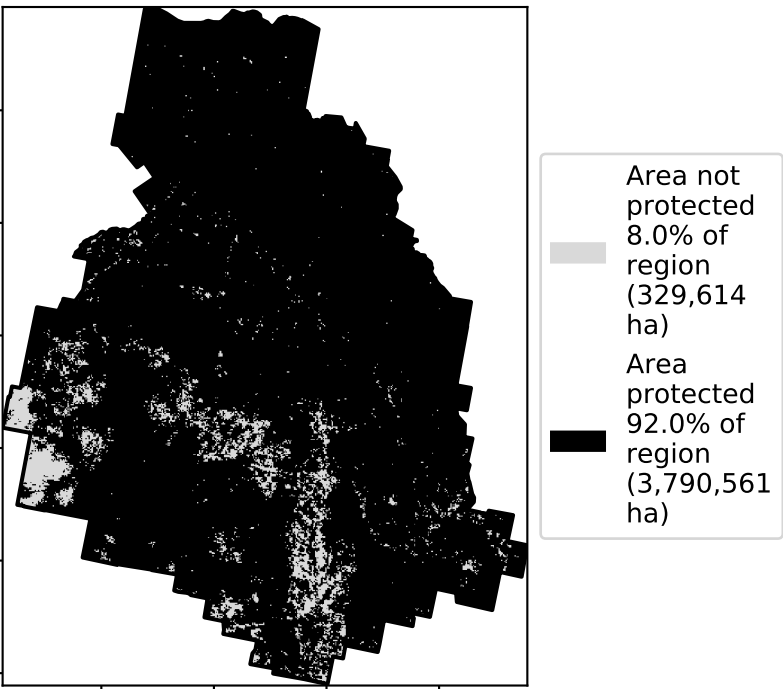 Area not
protected
8.0% of
region
(329,614
ha)
Area
protected
92.0% of
region
(3,790,561
ha)